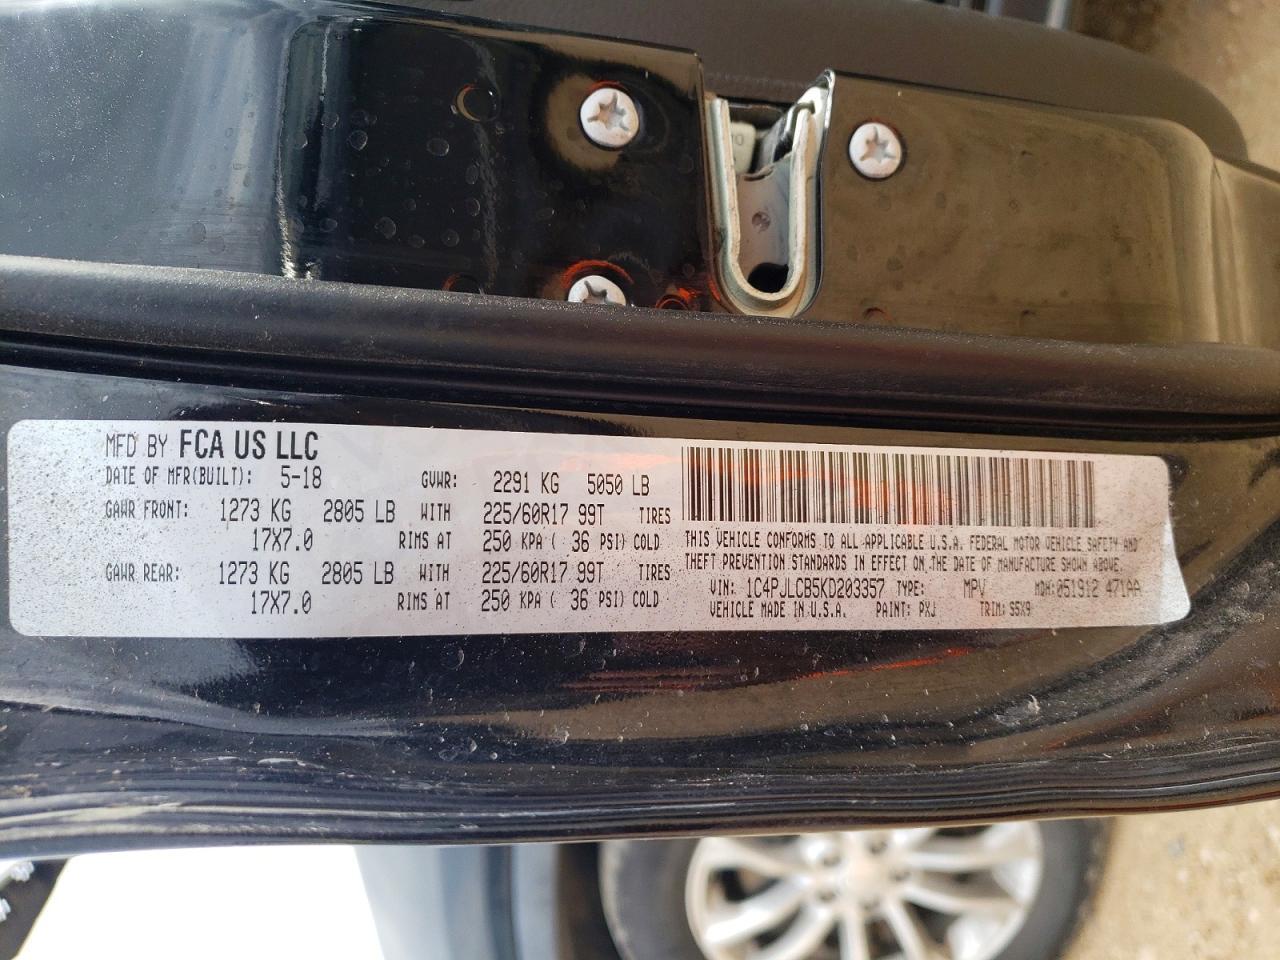 MFD BY FCA US LLC
DATE OF MFR(BUILT): 5-18 GVWR: 2291 KG 5050 LB
GAWR FRONT: 1273 KG 2805 LB WITH 225/60R17 99T TIRES
17X7.0 RIMS AT 250 KPA ( 36 PSI) COLD
GAWR REAR: 1273 KG 2805 LB WITH 225/60R17 99T TIRES
17X7.0 RIMS AT 250 KPA ( 36 PSI) COLD
THIS VEHICLE CONFORMS TO ALL APPLICABLE U.S.A. FEDERAL MOTOR VEHICLE SAFETY AND
THEFT PREVENTION STANDARDS IN EFFECT ON THE DATE OF MANUFACTURE SHOWN ABOVE.
VIN: 1C4PJLCB5KD203357 TYPE: MPV MDH: 051912 471AA
VEHICLE MADE IN U.S.A. PAINT: PXJ TRIM: S5X9